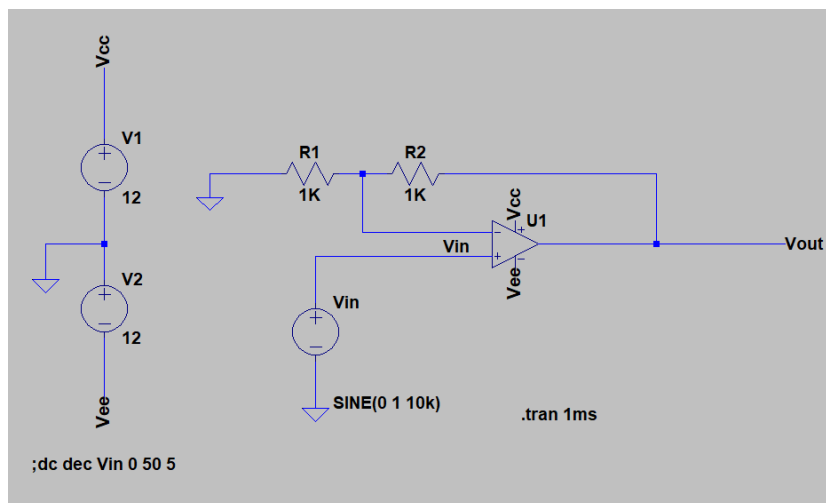 Vcc
V1
12
V2
12
Vee
;dc dec Vin 0 50 5
R1
1K
R2
1K
Vcc
U1
Vin
Vee
Vout
Vin
SINE(0 1 10k)
.tran 1ms